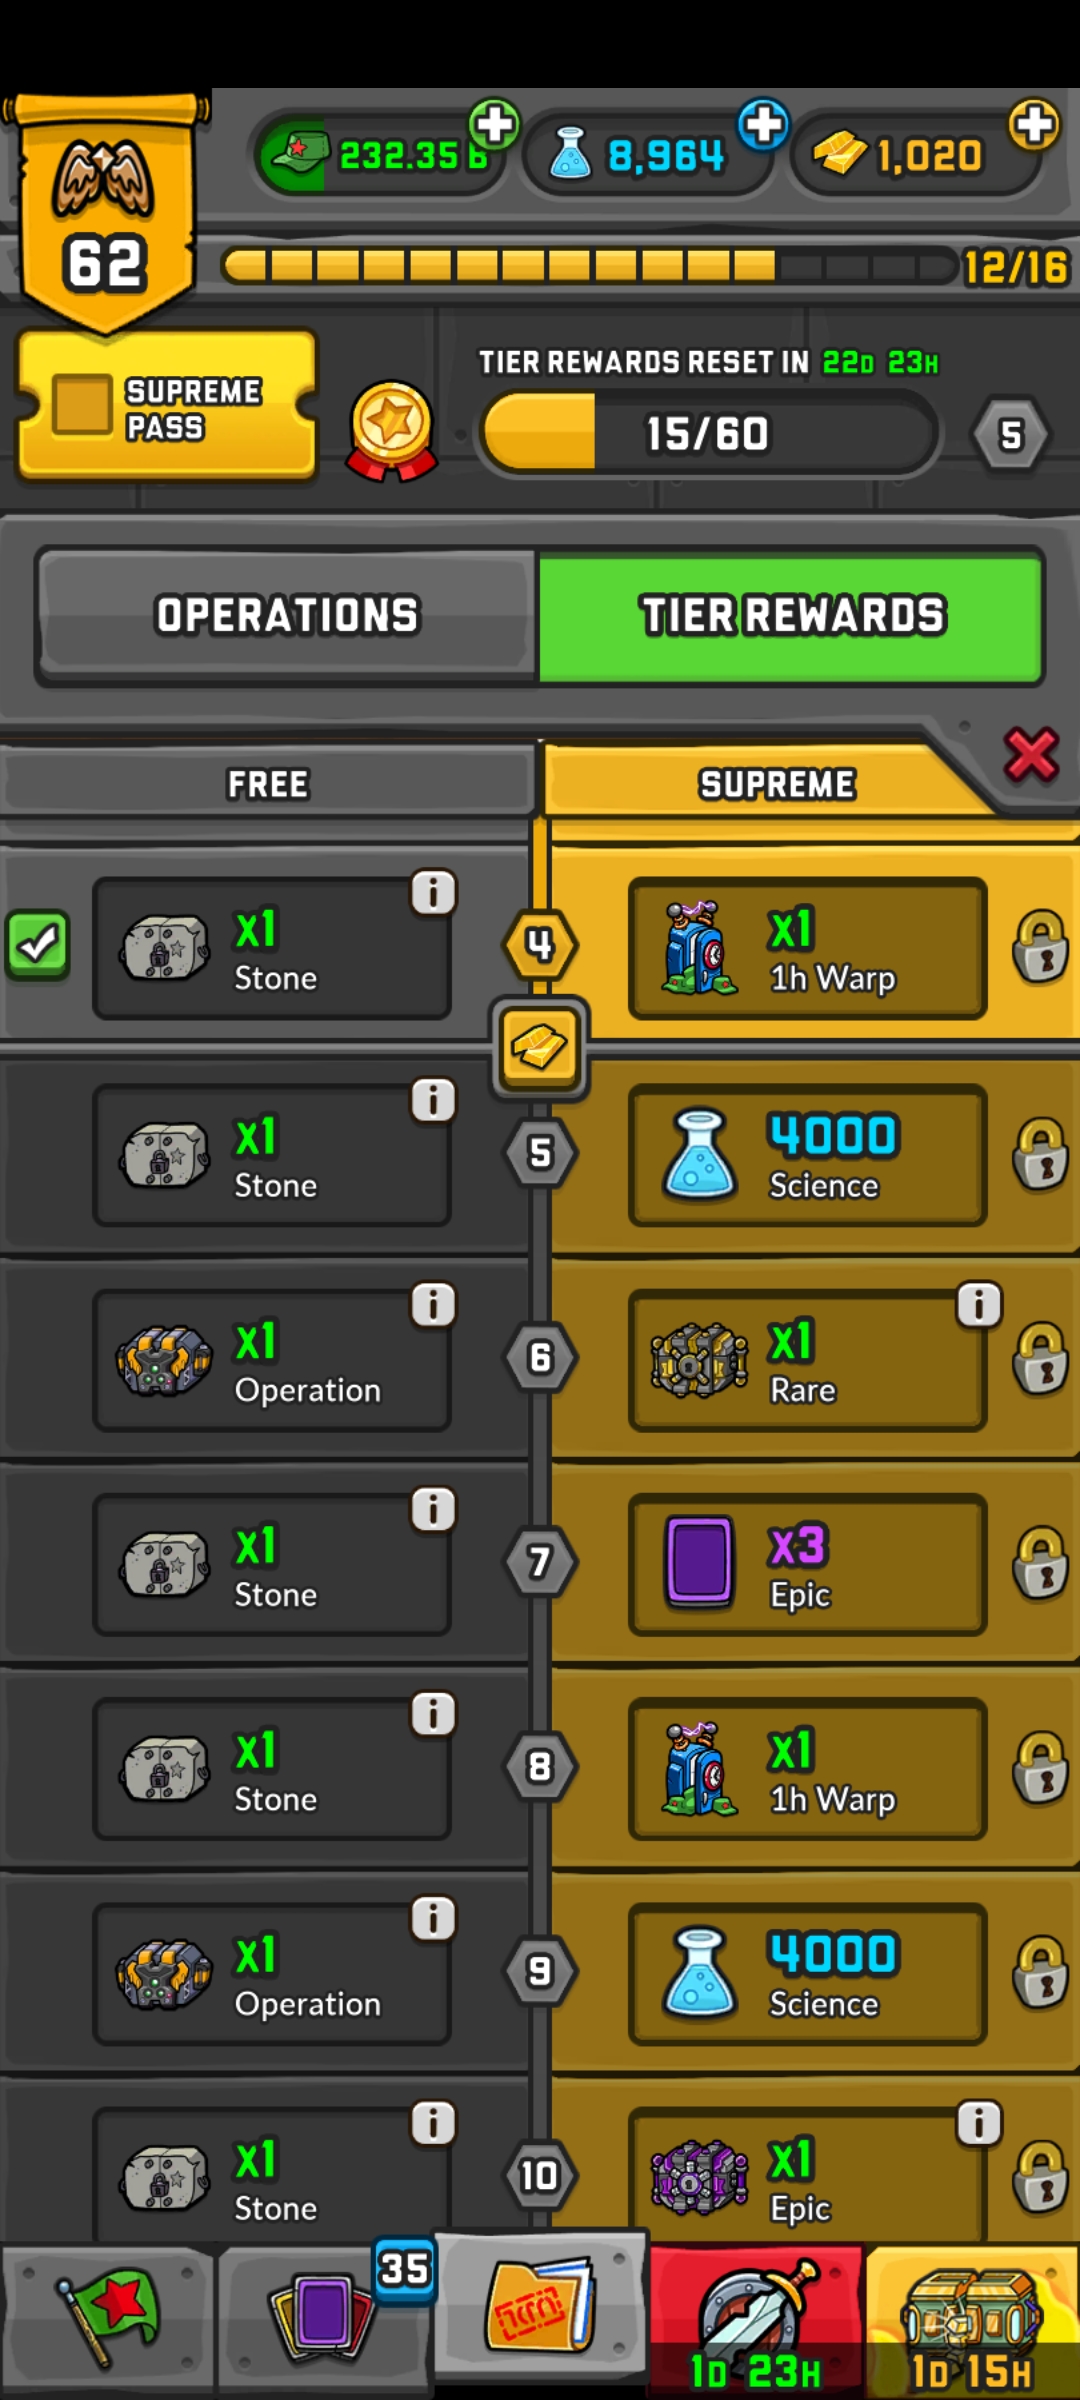 232.35 B
8,964
1,020
62
12/16
SUPREME
PASS
TIER REWARDS RESET IN 22D 23H
15/60
5
OPERATIONS
TIER REWARDS
FREE
SUPREME
X1
Stone
4
X1
1h Warp
X1
Stone
5
4000
Science
X1
Operation
6
X1
Rare
X1
Stone
7
X3
Epic
X1
Stone
8
X1
1h Warp
X1
Operation
9
4000
Science
X1
Stone
10
X1
Epic
35
1D 23H
1D 15H